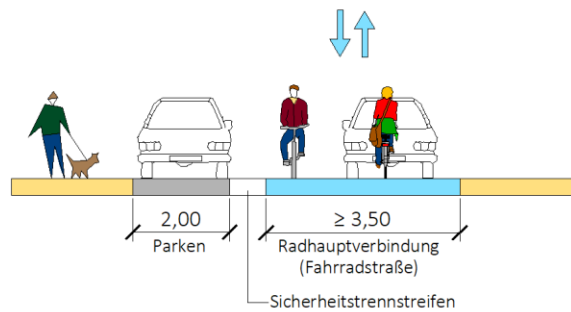 2,00
Parken
≥ 3,50
Radhauptverbindung
(Fahrradstraße)
Sicherheitstrennstreifen